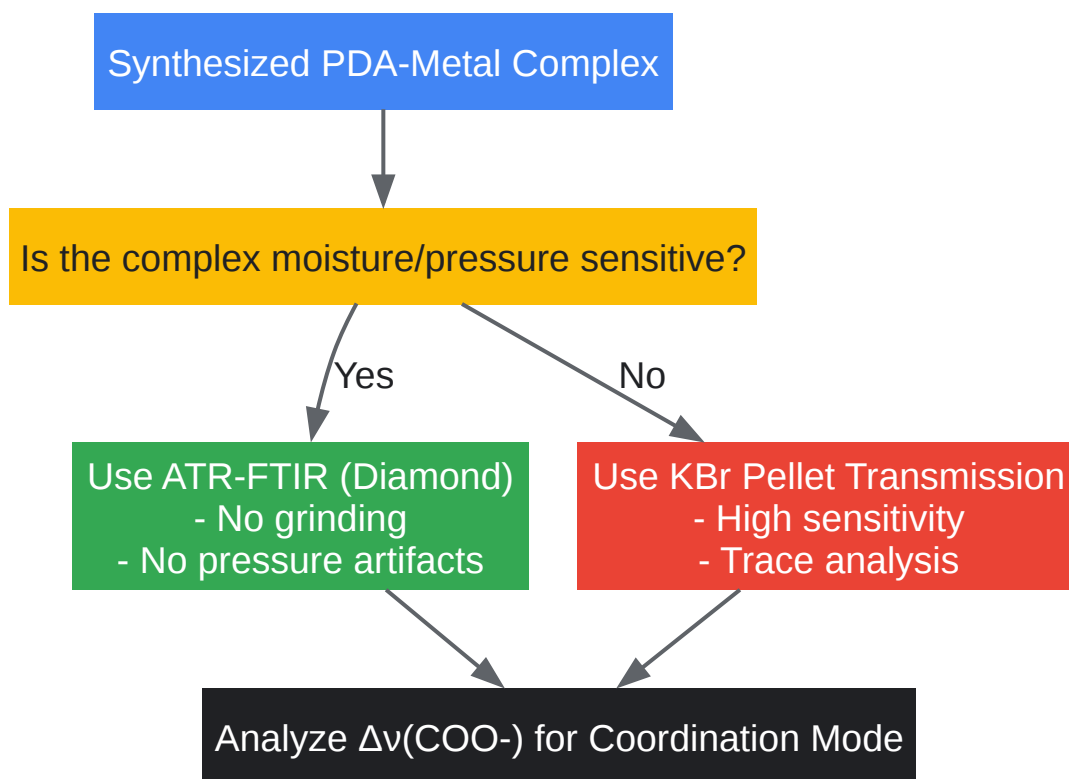 Synthesized PDA-Metal Complex
Is the complex moisture/pressure sensitive?
Yes
No
Use ATR-FTIR (Diamond)
- No grinding
- No pressure artifacts
Use KBr Pellet Transmission
- High sensitivity
- Trace analysis
Analyze Δν(COO-) for Coordination Mode